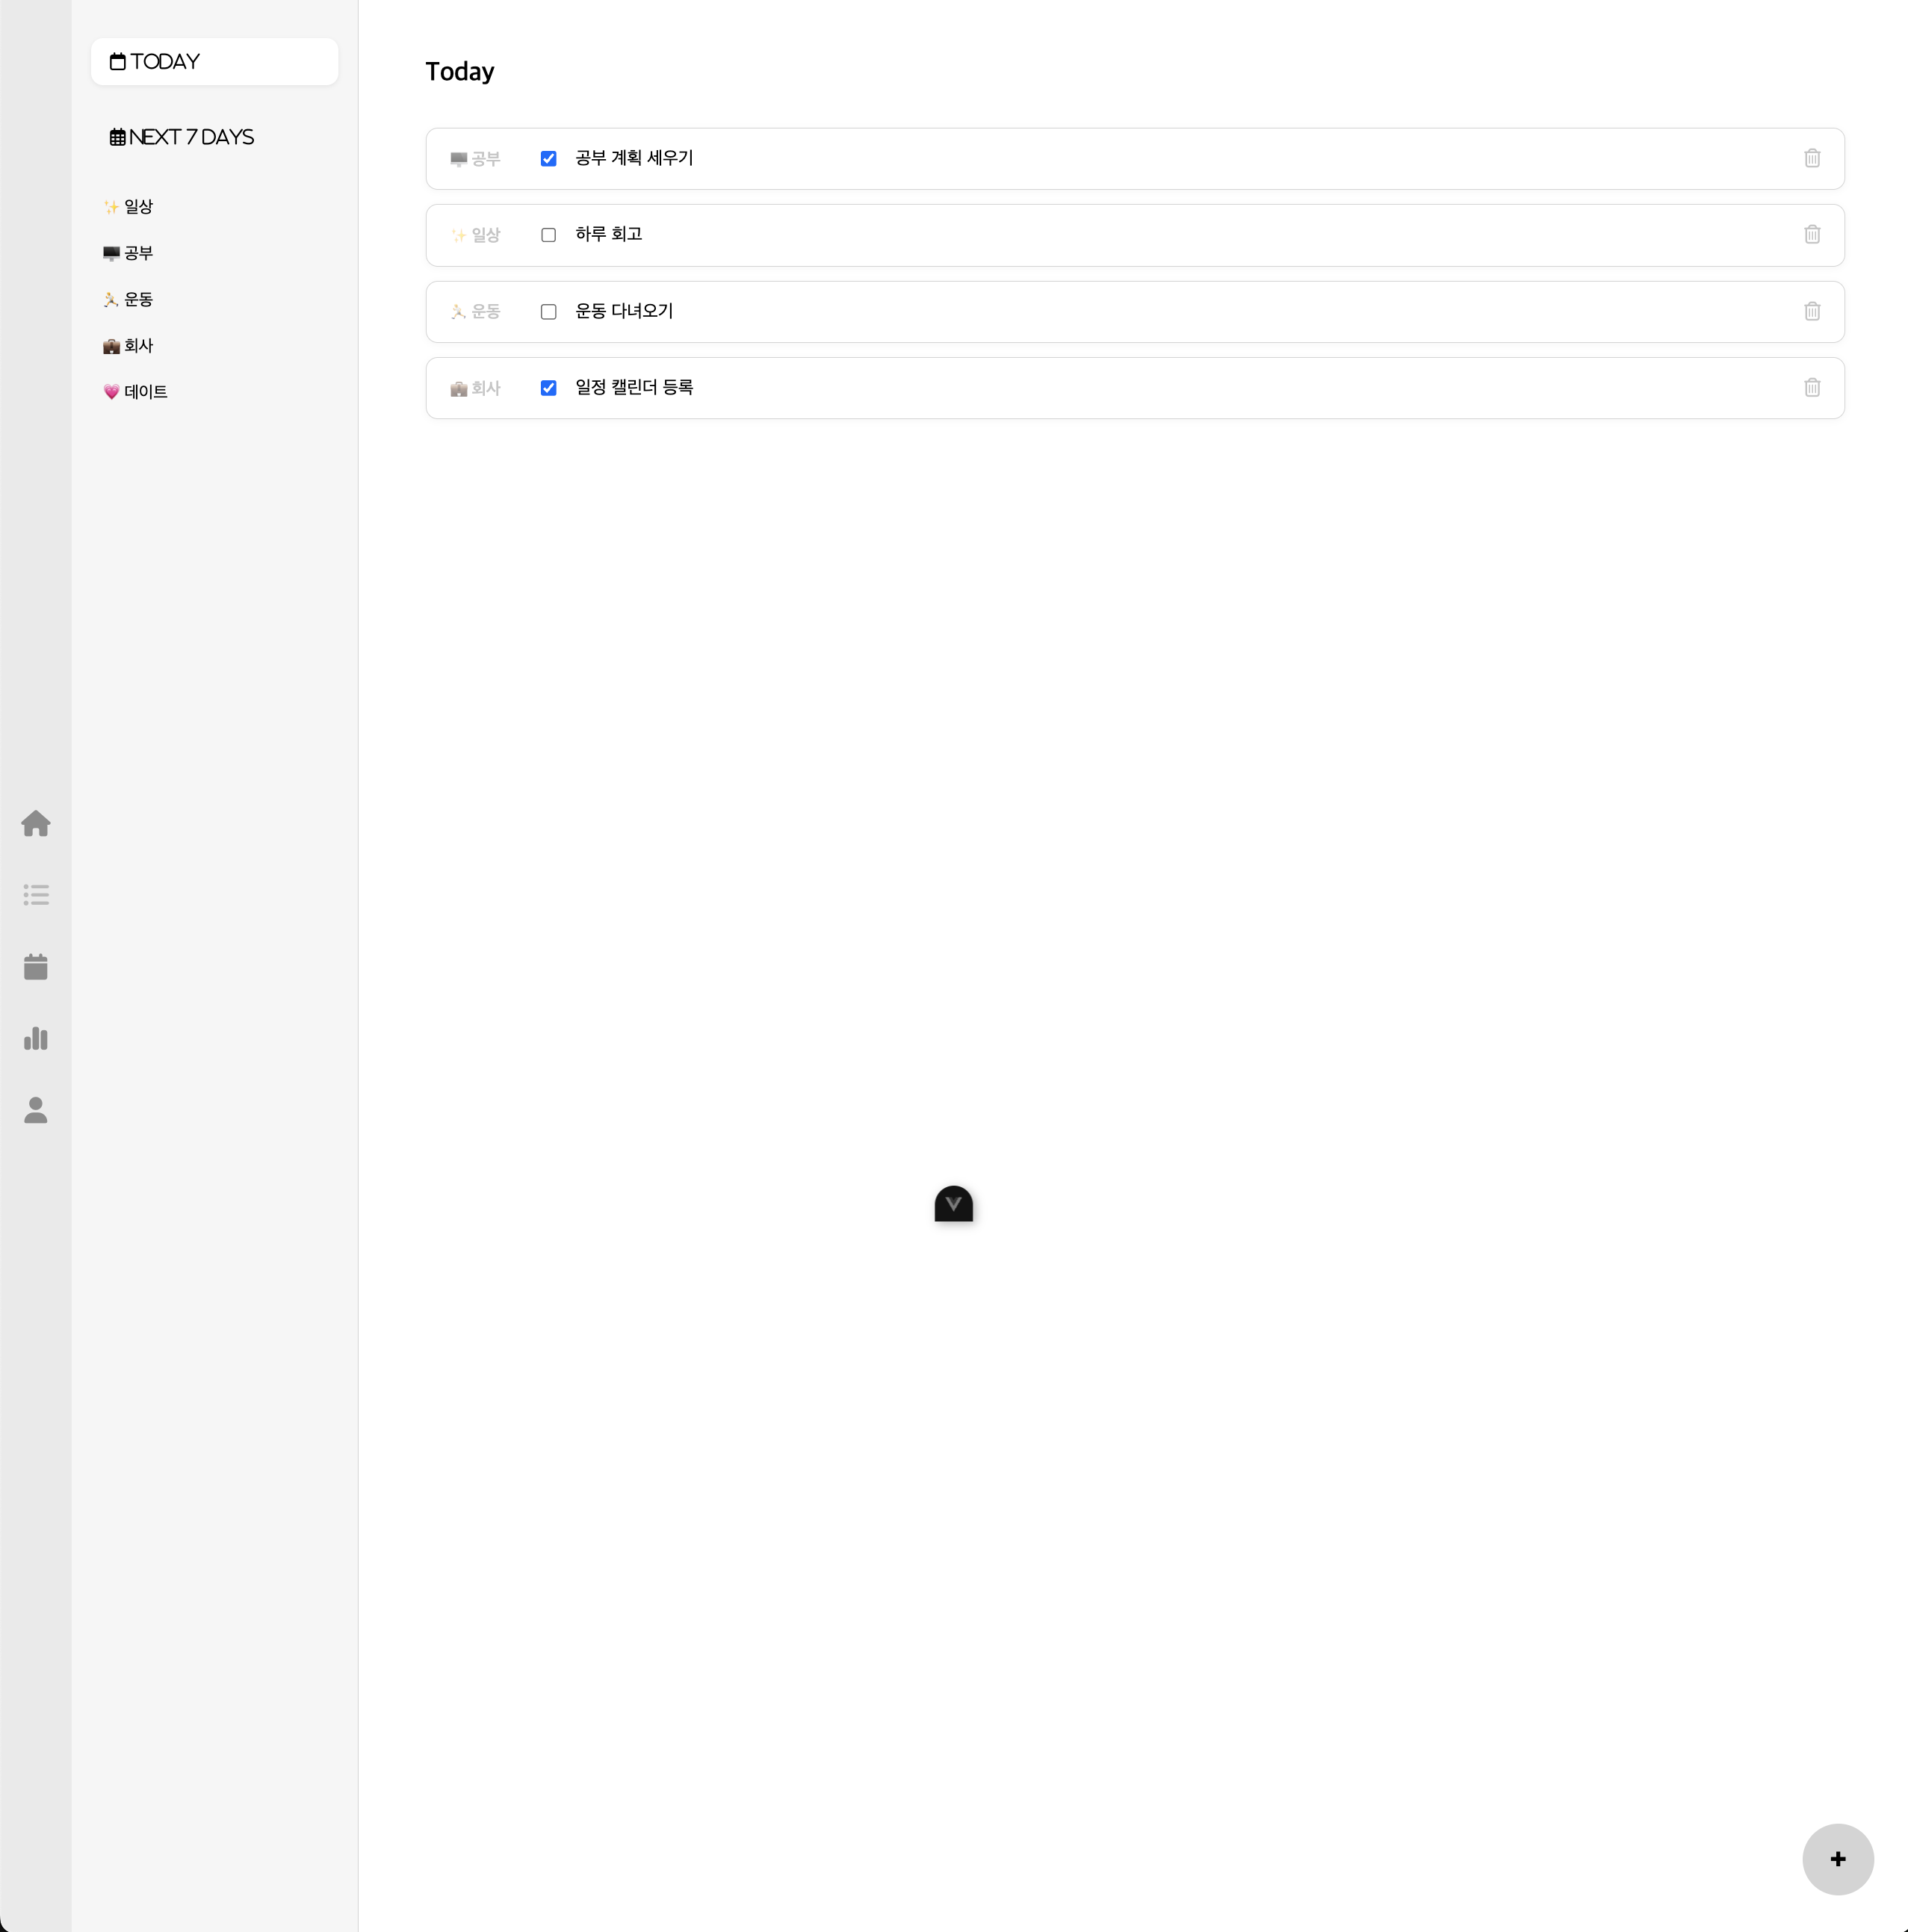 TODAY
NEXT 7 DAYS
✨ 일상
🖥️ 공부
🏃 운동
💼 회사
💗 데이트
Today
🖥️ 공부 공부 계획 세우기
✨ 일상 하루 회고
🏃 운동 운동 다녀오기
💼 회사 일정 캘린더 등록
+